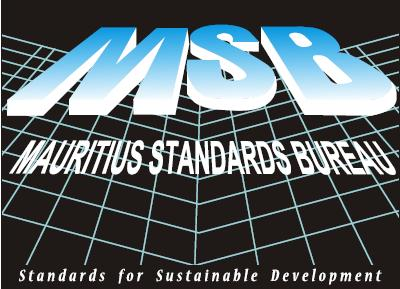 MSB
MAURITIUS STANDARDS BUREAU
Standards for Sustainable Development